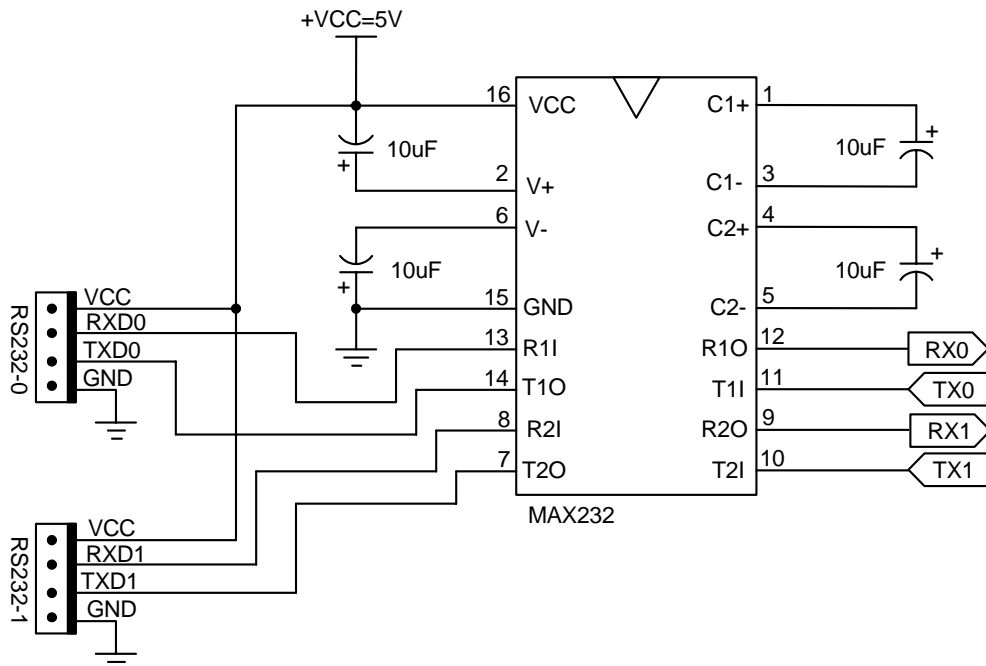 +VCC=5V
16
VCC
C1+
1
+
10uF
+
10uF
2
V+
C1-
3
6
V-
C2+
4
+
10uF
+
10uF
15
GND
C2-
5
RS232-0
VCC
RXD0
TXD0
GND
13
R1I
R1O
12
RX0
14
T1O
T1I
11
TX0
8
R2I
R2O
9
RX1
7
T2O
T2I
10
TX1
MAX232
RS232-1
VCC
RXD1
TXD1
GND